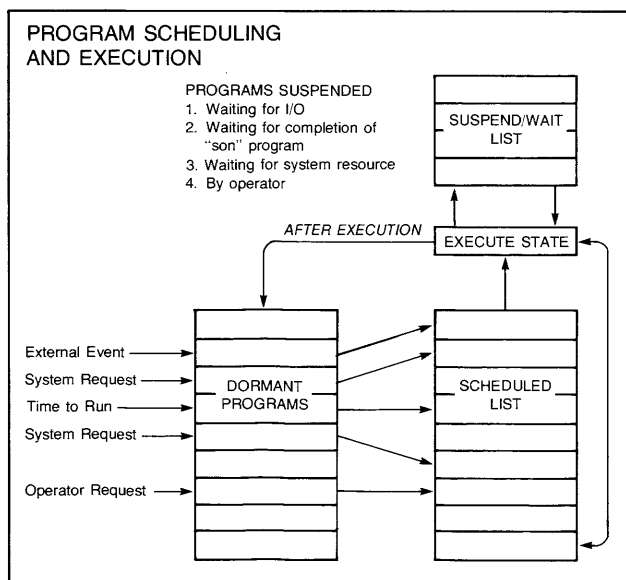 PROGRAM SCHEDULING
AND EXECUTION
PROGRAMS SUSPENDED
1. Waiting for I/O
2. Waiting for completion of
"son" program
3. Waiting for system resource
4. By operator
SUSPEND/WAIT
LIST
AFTER EXECUTION
EXECUTE STATE
External Event
System Request
Time to Run
System Request
Operator Request
DORMANT
PROGRAMS
SCHEDULED
LIST